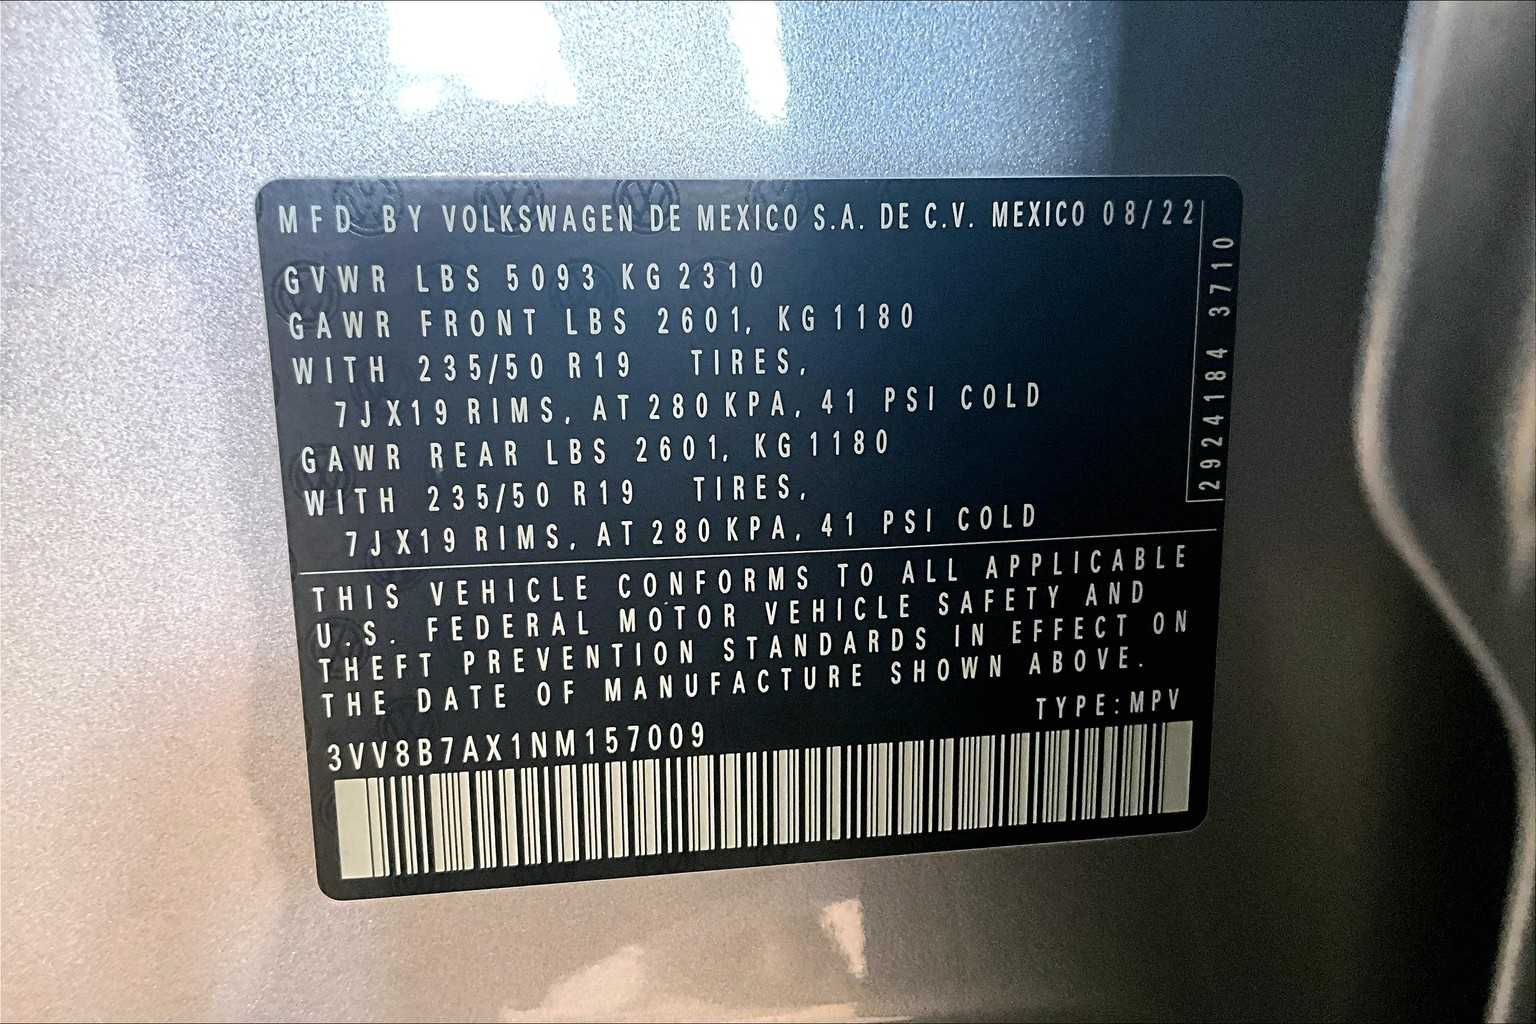 MFD BY VOLKSWAGEN DE MEXICO S.A. DE C.V. MEXICO 08/22
GVWR LBS 5093 KG 2310
GAWR FRONT LBS 2601, KG 1180
WITH 235/50 R19 TIRES,
7J X19 RIMS, AT 280 KPA, 41 PSI COLD
GAWR REAR LBS 2601, KG 1180
WITH 235/50 R19 TIRES,
7J X19 RIMS, AT 280 KPA, 41 PSI COLD
2924184 3710
THIS VEHICLE CONFORMS TO ALL APPLICABLE
U.S. FEDERAL MOTOR VEHICLE SAFETY AND
THEFT PREVENTION STANDARDS IN EFFECT ON
THE DATE OF MANUFACTURE SHOWN ABOVE.
TYPE:MPV
3VV8B7AX1NM157009